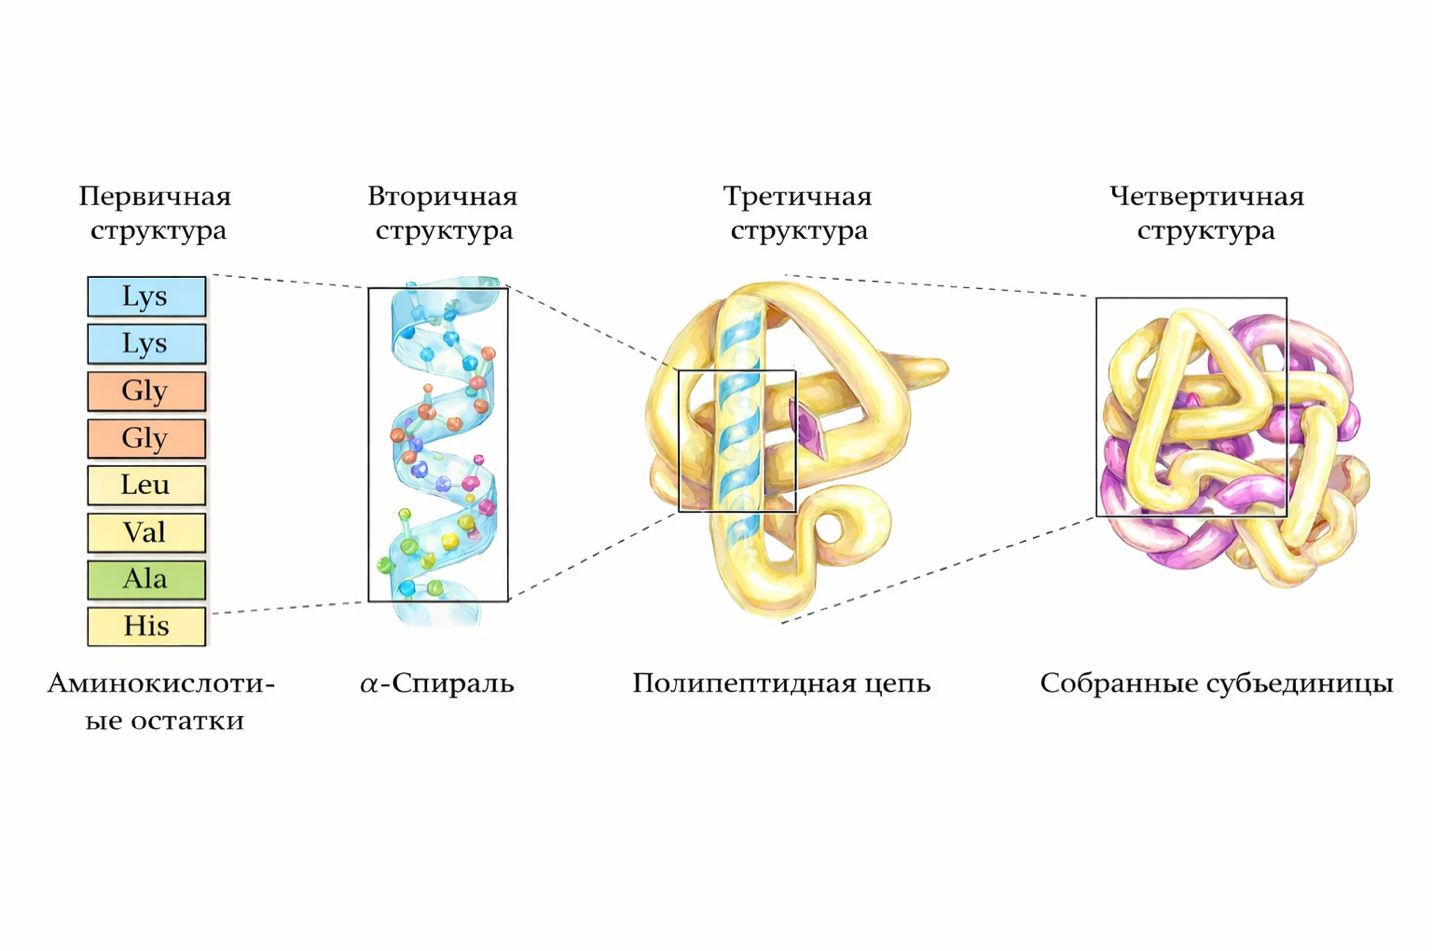 Первичная
структура
Вторичная
структура
Третичная
структура
Четвертичная
структура
Lys
Lys
Gly
Gly
Leu
Val
Ala
His
Аминокислоти-
ые остатки
α-Спираль
Полипептидная цепь
Собранные субъединицы